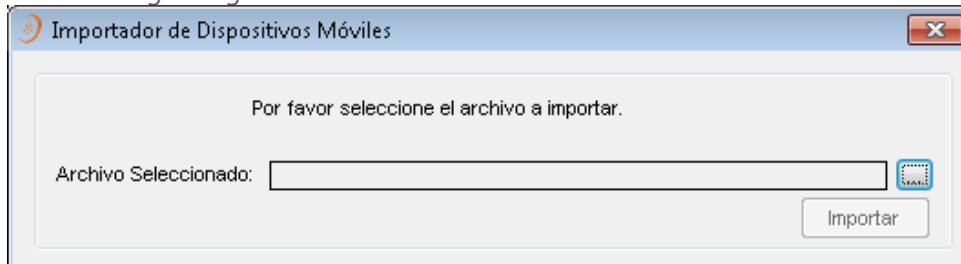 Importador de Dispositivos Móviles
Por favor seleccione el archivo a importar.
Archivo Seleccionado:
...
Importar